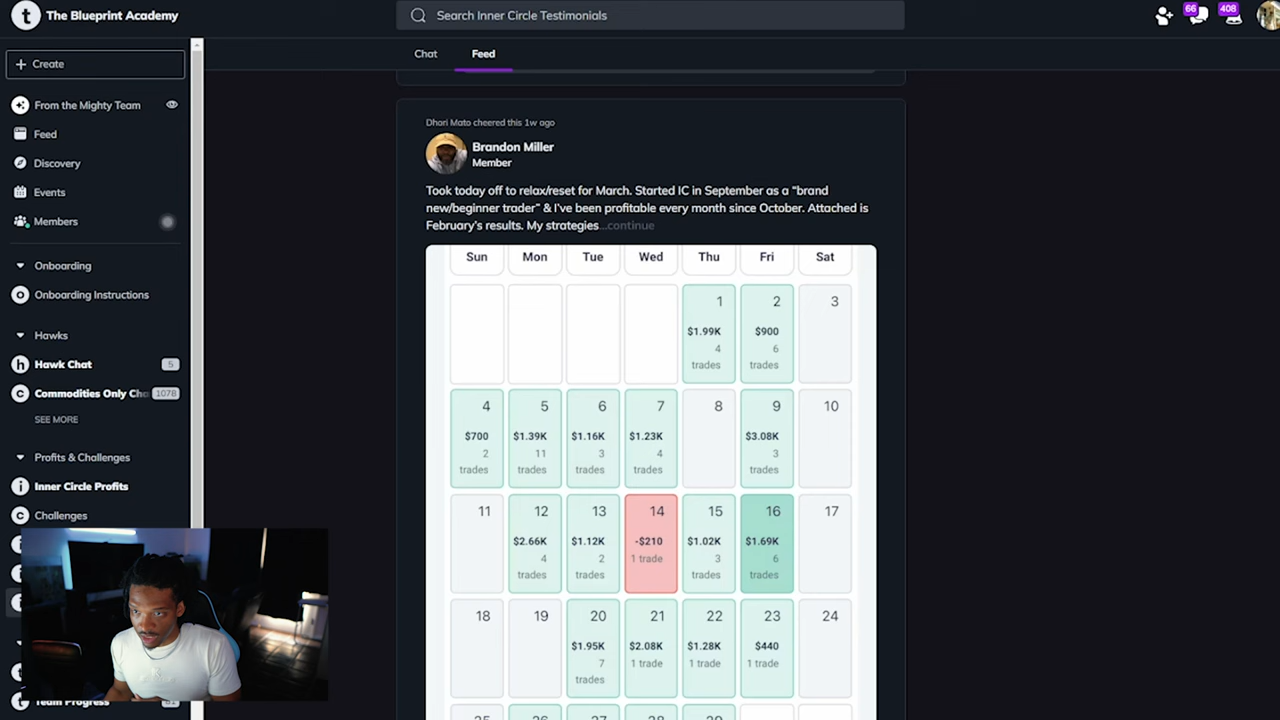 The Blueprint Academy
Search Inner Circle Testimonials
66
408
Create
Chat
Feed
From the Mighty Team
Feed
Discovery
Events
Members
Onboarding
Onboarding Instructions
Hawks
Hawk Chat
5
Commodities Only Cha
1078
SEE MORE
Profits & Challenges
Inner Circle Profits
Challenges
Team Progress
Dhari Mato cheered this 1w ago
Brandon Miller
Member
Took today off to relax/reset for March. Started IC in September as a “brand
new/beginner trader” & I’ve been profitable every month since October. Attached is
February’s results. My strategies...continue
Sun Mon Tue Wed Thu Fri Sat
1 2 3
$1.99K $900
4 6
trades trades
4 5 6 7 8 9 10
$700 $1.39K $1.16K $1.23K $3.08K
2 11 3 4 3
trades trades trades trades trades
11 12 13 14 15 16 17
$2.66K $1.12K -$210 $1.02K $1.69K
4 2 1 trade 3 6
trades trades trades trades
18 19 20 21 22 23 24
$1.95K $2.08K $1.28K $440
7 1 trade 1 trade 1 trade
trades
25 26 27 28 29